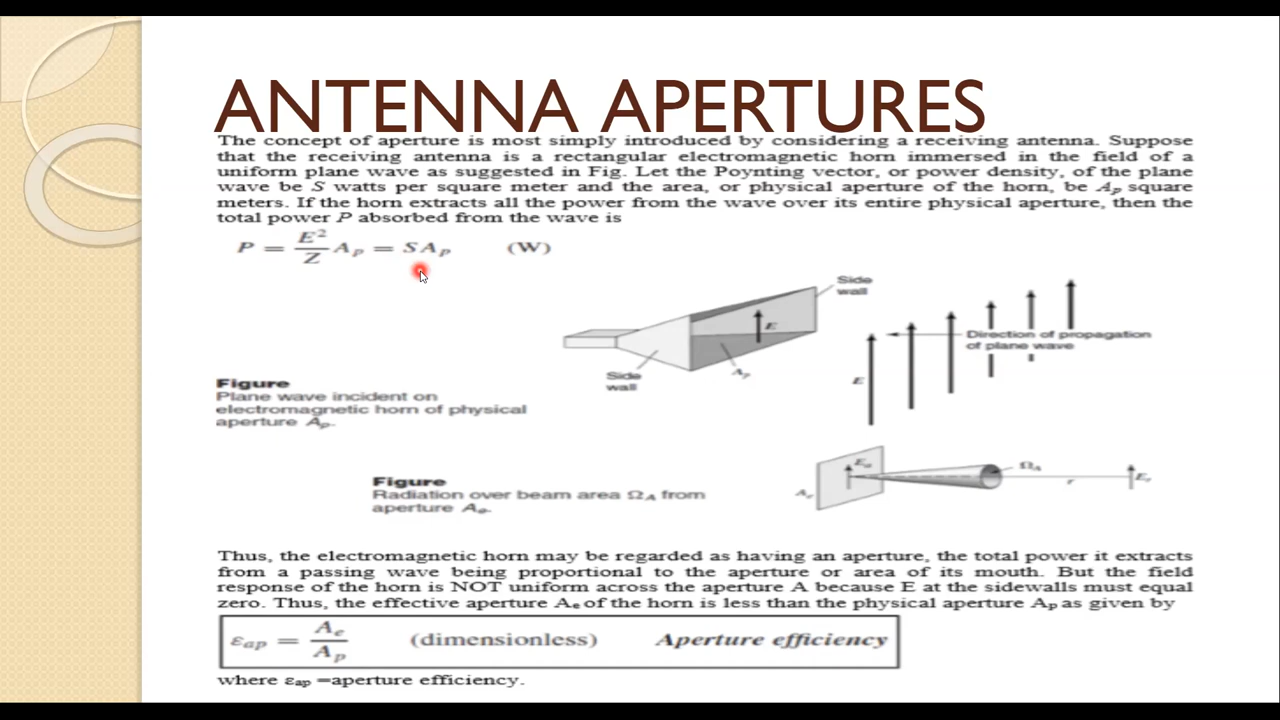 ANTENNA APERTURES
The concept of aperture is most simply introduced by considering a receiving antenna. Suppose
that the receiving antenna is a rectangular electromagnetic horn immersed in the field of a
uniform plane wave as suggested in Fig. Let the Poynting vector, or power density, of the plane
wave be S watts per square meter and the area, or physical aperture of the horn, be Aₚ square
meters. If the horn extracts all the power from the wave over its entire physical aperture, then the
total power P absorbed from the wave is
P = E²/Z Aₚ = SAₚ (W)
Side
wall
E
Direction of propagation
of plane wave
Side
wall
Aₚ
E
Figure
Plane wave incident on
electromagnetic horn of physical
aperture Aₚ.
Figure
Radiation over beam area Ω_A from
aperture Aₑ.
Eₐ
Ω_A
Aₑ
r
Eᵣ
Thus, the electromagnetic horn may be regarded as having an aperture, the total power it extracts
from a passing wave being proportional to the aperture or area of its mouth. But the field
response of the horn is NOT uniform across the aperture A because E at the sidewalls must equal
zero. Thus, the effective aperture Aₑ of the horn is less than the physical aperture Aₚ as given by
εₐₚ = Aₑ/Aₚ (dimensionless) Aperture efficiency
where εₐₚ =aperture efficiency.